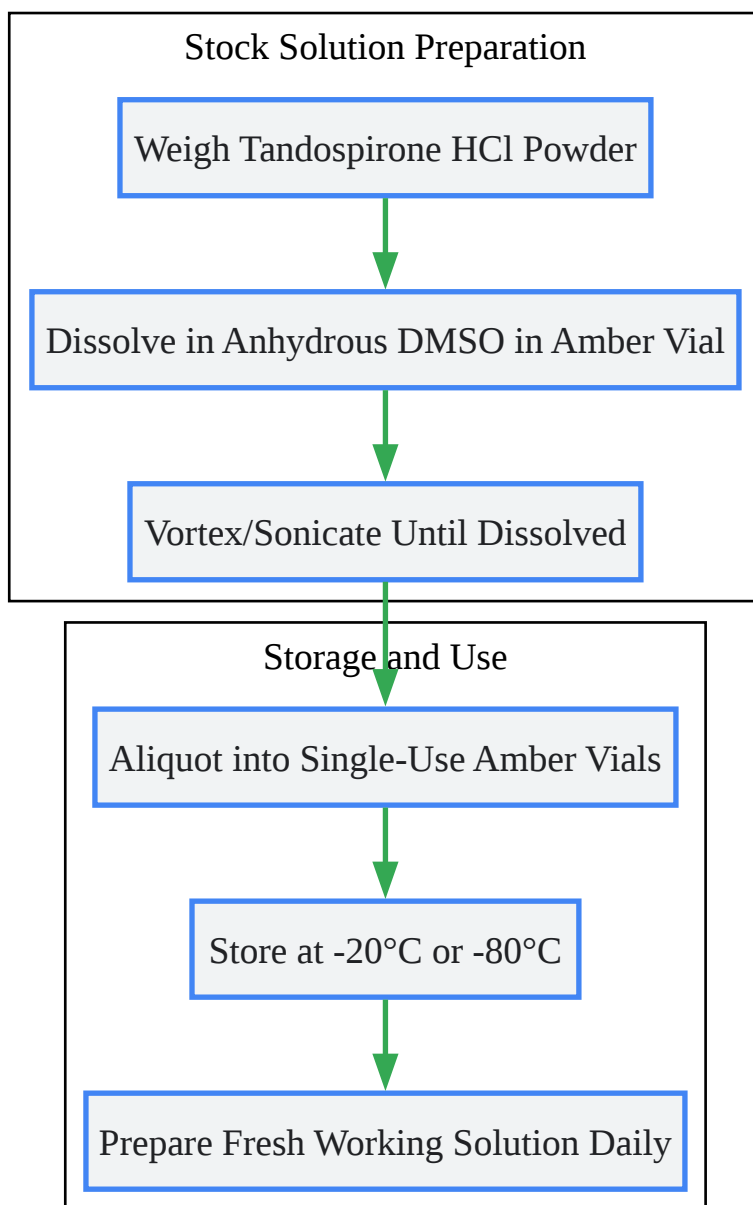 Stock Solution Preparation
Weigh Tandospirone HCl Powder
Dissolve in Anhydrous DMSO in Amber Vial
Vortex/Sonicate Until Dissolved
Storage and Use
Aliquot into Single-Use Amber Vials
Store at -20°C or -80°C
Prepare Fresh Working Solution Daily